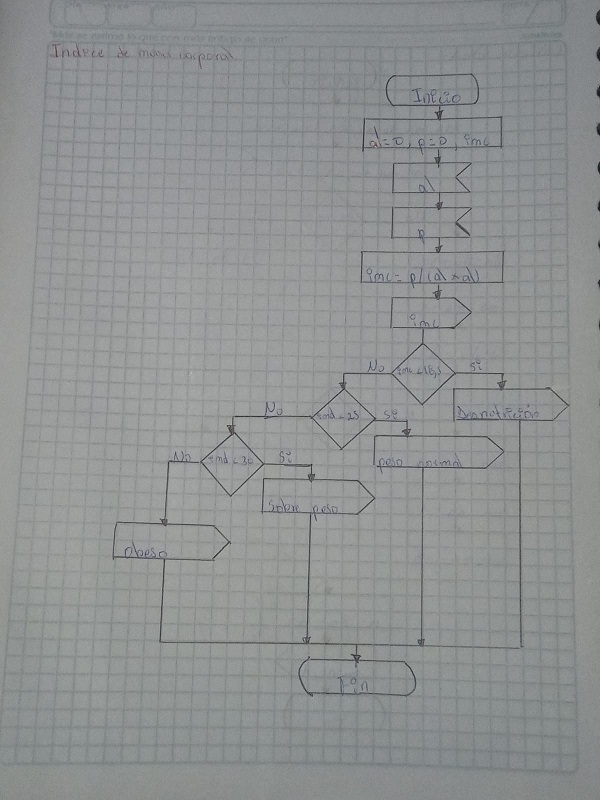 Indice de masa corporal
Inicio
al=0, p=0, imc
al
p
imc= p/(al*al)
imc
imc <18,5
No
Si
Desnutrición
imd <25
No
Si
peso normal
imd <30
No
Si
Sobre peso
obeso
Fin